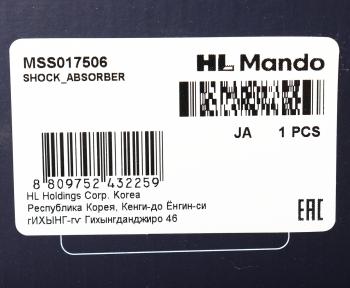 MSS017506
SHOCK_ABSORBER
HL Mando
JA 1 PCS
8 809752 432259
HL Holdings Corp. Korea
Республика Корея, Кенги-до Ёнгин-си
гИХЫНГ-гу Гихынгданджиро 46
EAC